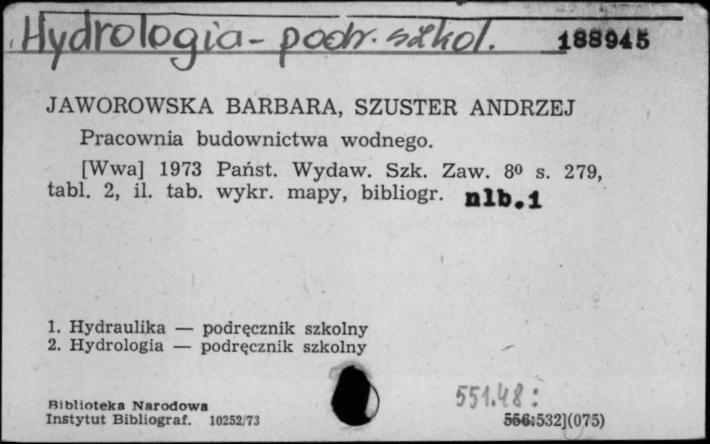 Hydrologia - podr. szkol. 188945
JAWOROWSKA BARBARA, SZUSTER ANDRZEJ
Pracownia budownictwa wodnego.
[Wwa] 1973 Państ. Wydaw. Szk. Zaw. 8⁰ s. 279,
tabl. 2, il. tab. wykr. mapy, bibliogr. nlb.1
1. Hydraulika — podręcznik szkolny
2. Hydrologia — podręcznik szkolny
551.48:
Biblioteka Narodowa
Instytut Bibliograf. 10252/73 556:532](075)